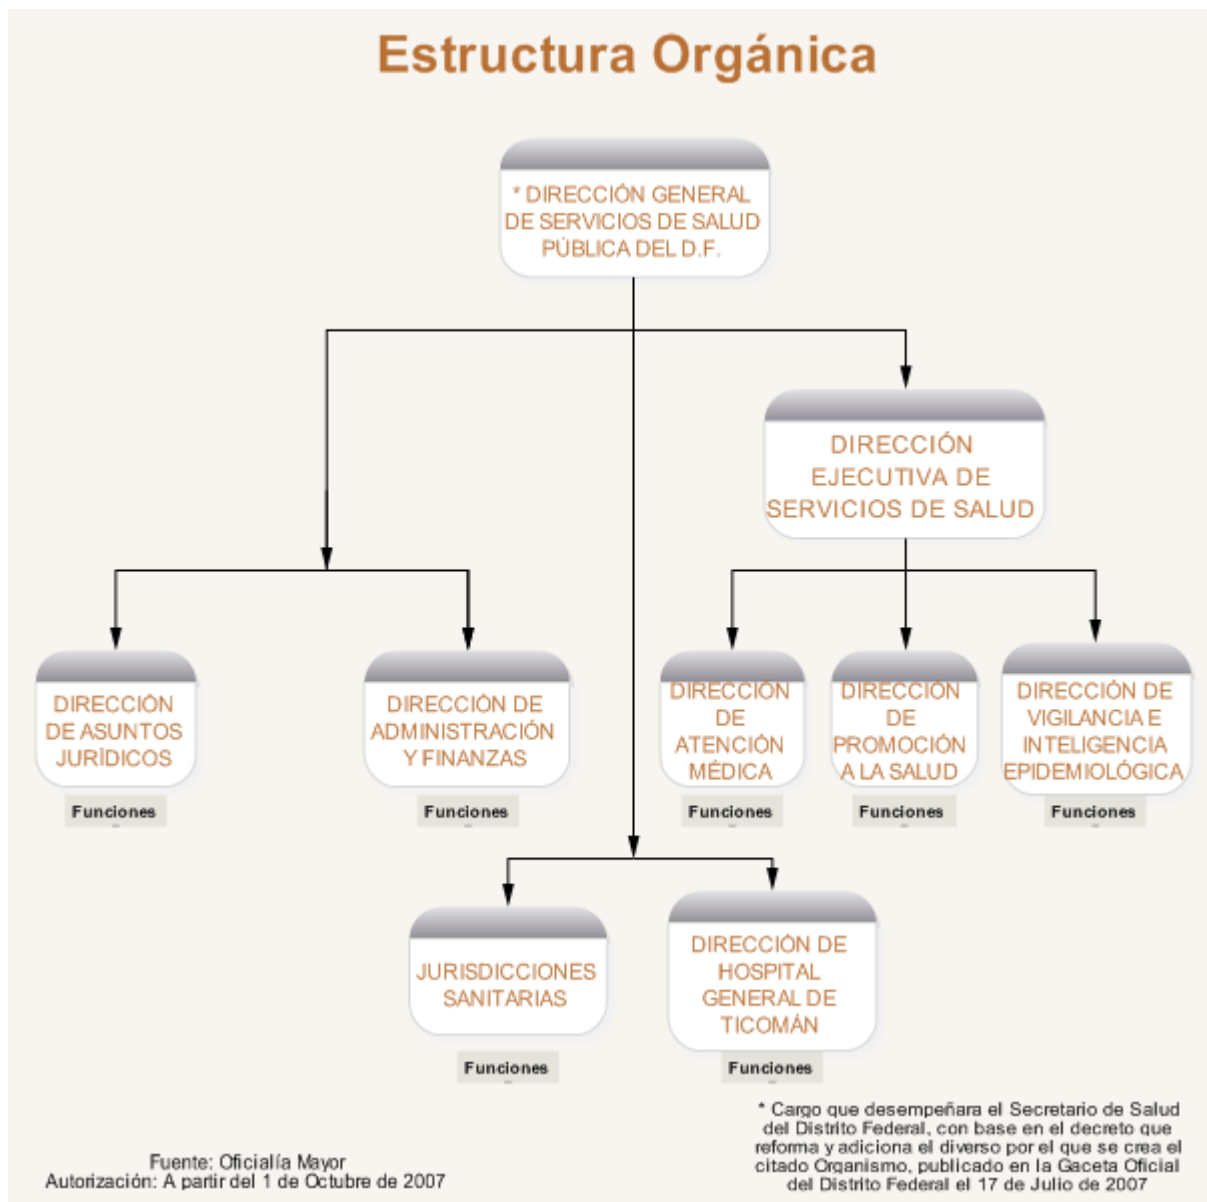 Estructura Orgánica
* DIRECCIÓN GENERAL
DE SERVICIOS DE SALUD
PÚBLICA DEL D.F.
DIRECCIÓN
EJECUTIVA DE
SERVICIOS DE SALUD
DIRECCIÓN
DE ASUNTOS
JURÍDICOS
Funciones
DIRECCIÓN DE
ADMINISTRACIÓN
Y FINANZAS
Funciones
DIRECCIÓN
DE
ATENCIÓN
MÉDICA
Funciones
DIRECCIÓN
DE
PROMOCIÓN
A LA SALUD
Funciones
DIRECCIÓN DE
VIGILANCIA E
INTELIGENCIA
EPIDEMIOLÓGICA
Funciones
JURISDICCIONES
SANITARIAS
Funciones
DIRECCIÓN DE
HOSPITAL
GENERAL DE
TICOMÁN
Funciones
Fuente: Oficialía Mayor
Autorización: A partir del 1 de Octubre de 2007
* Cargo que desempeñara el Secretario de Salud
del Distrito Federal, con base en el decreto que
reforma y adiciona el diverso por el que se crea el
citado Organismo, publicado en la Gaceta Oficial
del Distrito Federal el 17 de Julio de 2007